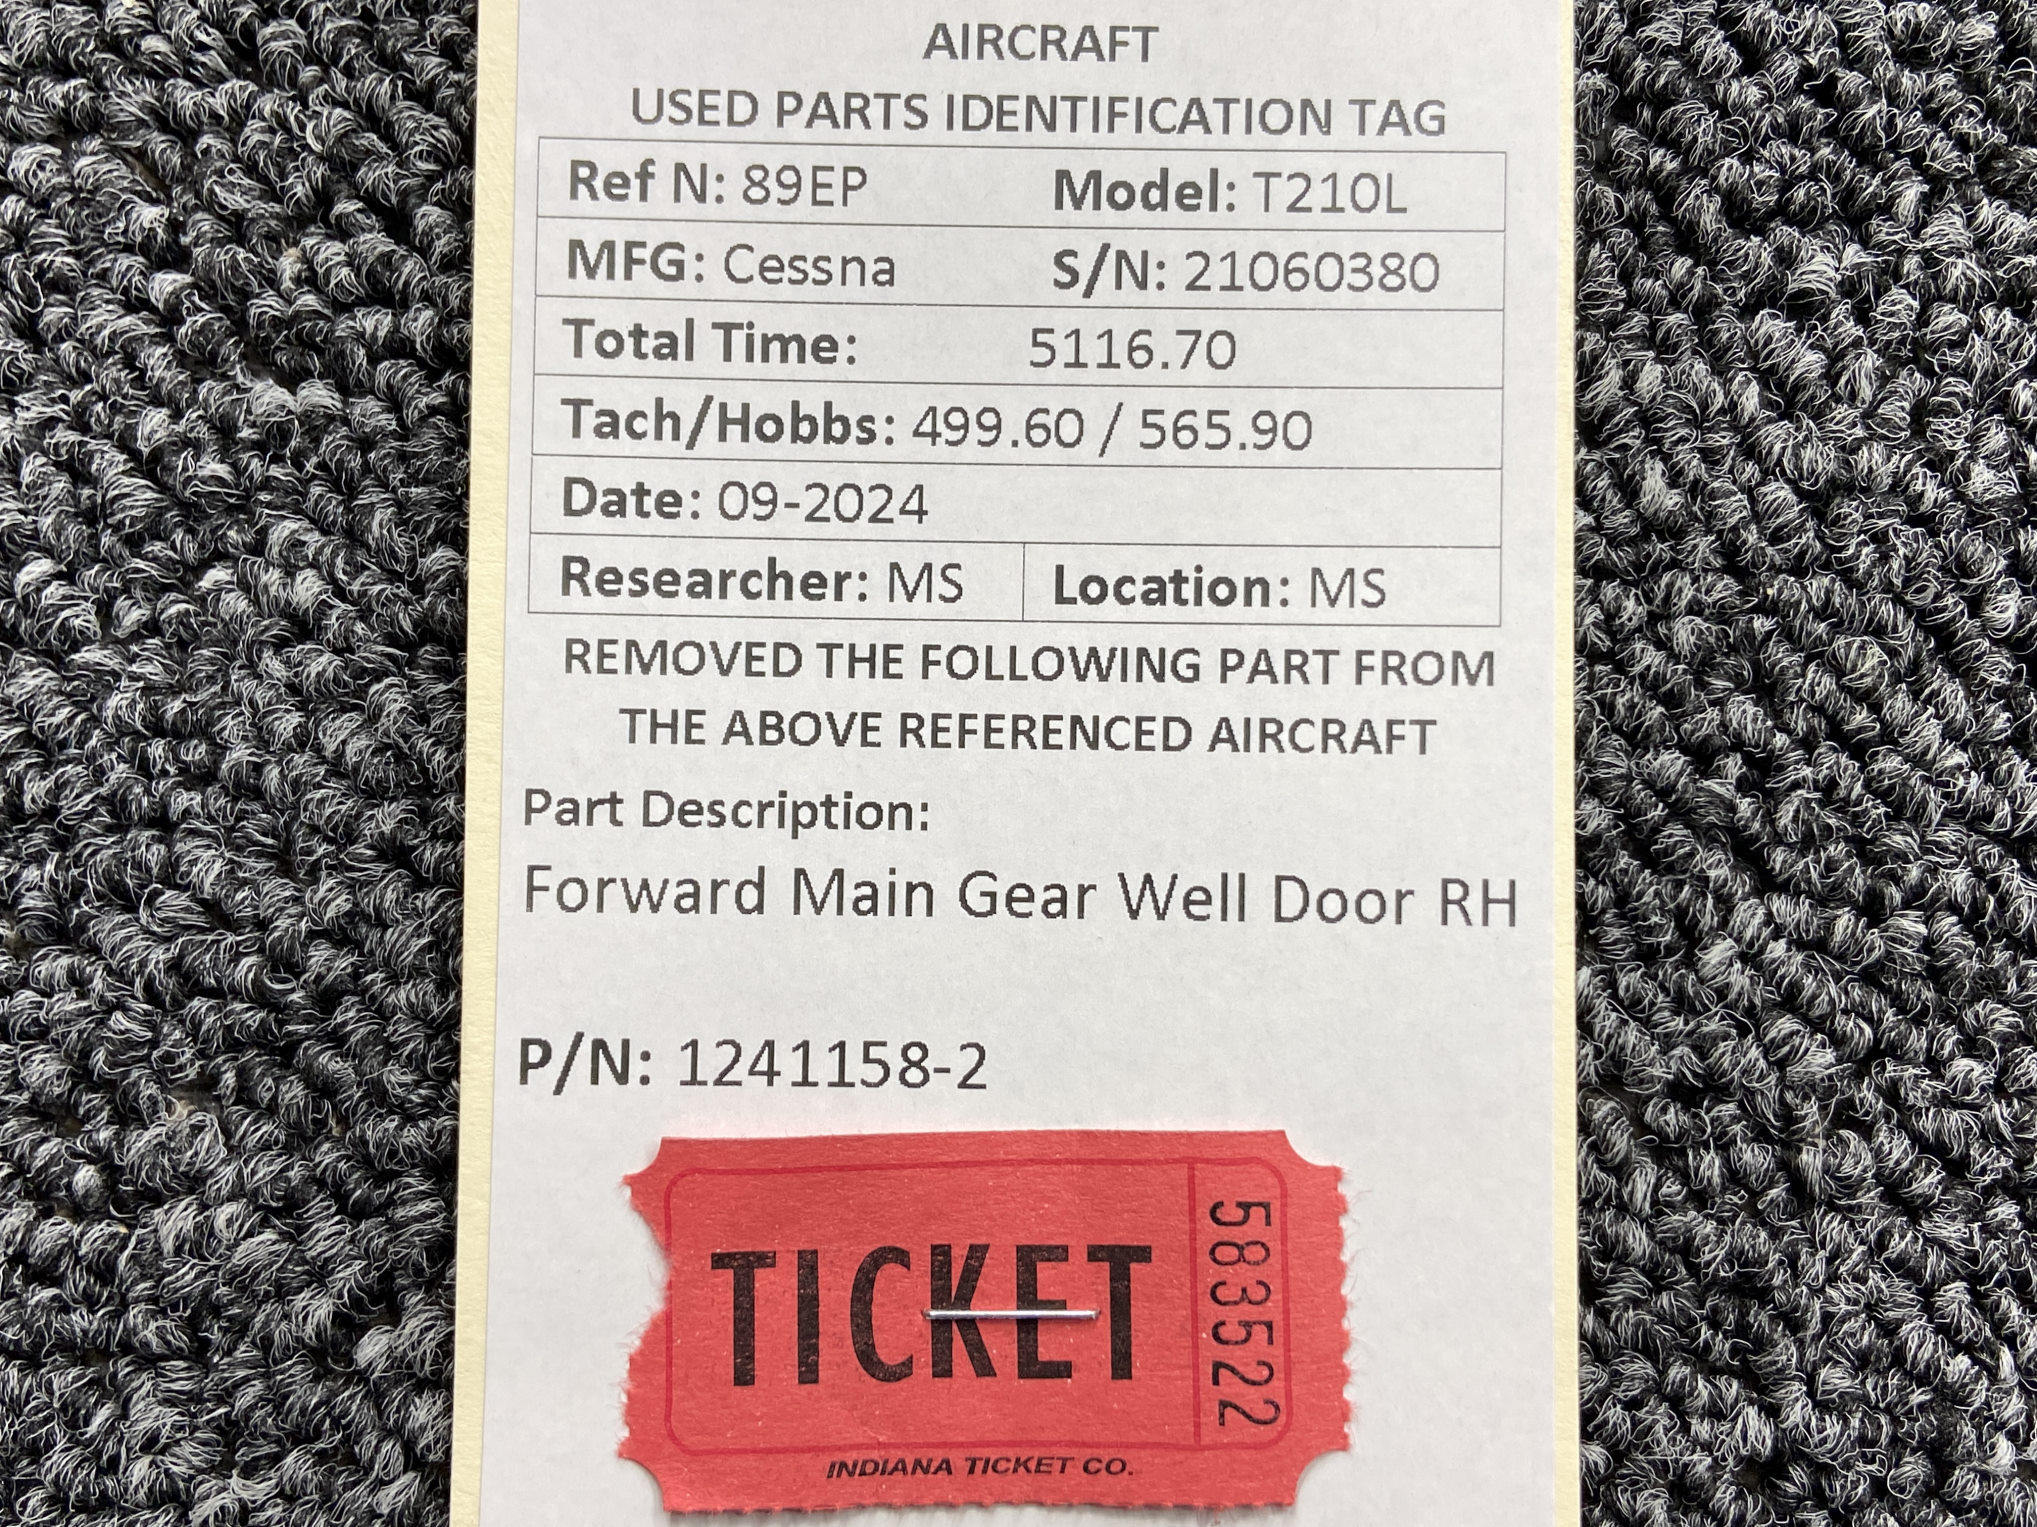 AIRCRAFT
USED PARTS IDENTIFICATION TAG
Ref N: 89EP Model: T210L
MFG: Cessna S/N: 21060380
Total Time: 5116.70
Tach/Hobbs: 499.60 / 565.90
Date: 09-2024
Researcher: MS Location: MS
REMOVED THE FOLLOWING PART FROM
THE ABOVE REFERENCED AIRCRAFT
Part Description:
Forward Main Gear Well Door RH
P/N: 1241158-2
TICKET
583522
INDIANA TICKET CO.